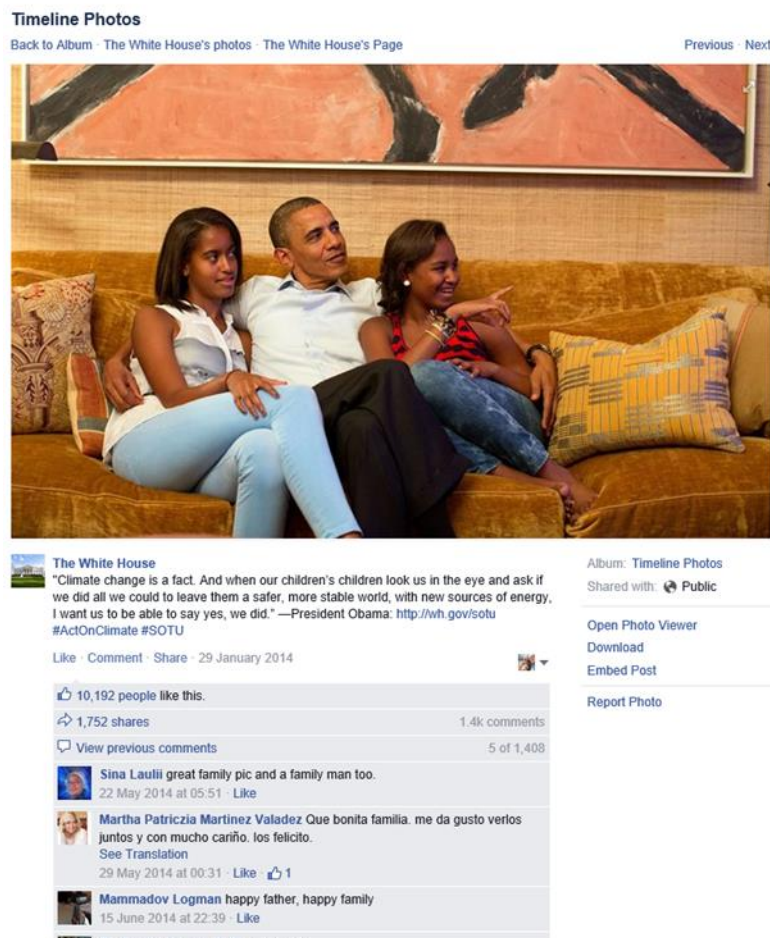 Timeline Photos
Back to Album · The White House's photos · The White House's Page
Previous · Next
The White House
"Climate change is a fact. And when our children's children look us in the eye and ask if
we did all we could to leave them a safer, more stable world, with new sources of energy,
I want us to be able to say yes, we did." —President Obama: http://wh.gov/sotu
#ActOnClimate #SOTU
Like · Comment · Share · 29 January 2014
Album: Timeline Photos
Shared with: Public
Open Photo Viewer
Download
Embed Post
Report Photo
10,192 people like this.
1,752 shares
1.4k comments
View previous comments
5 of 1,408
Sina Laulii great family pic and a family man too.
22 May 2014 at 05:51 · Like
Martha Patriczia Martinez Valadez Que bonita familia. me da gusto verlos
juntos y con mucho cariño. los felicito.
See Translation
29 May 2014 at 00:31 · Like · 1
Mammadov Logman happy father, happy family
15 June 2014 at 22:39 · Like